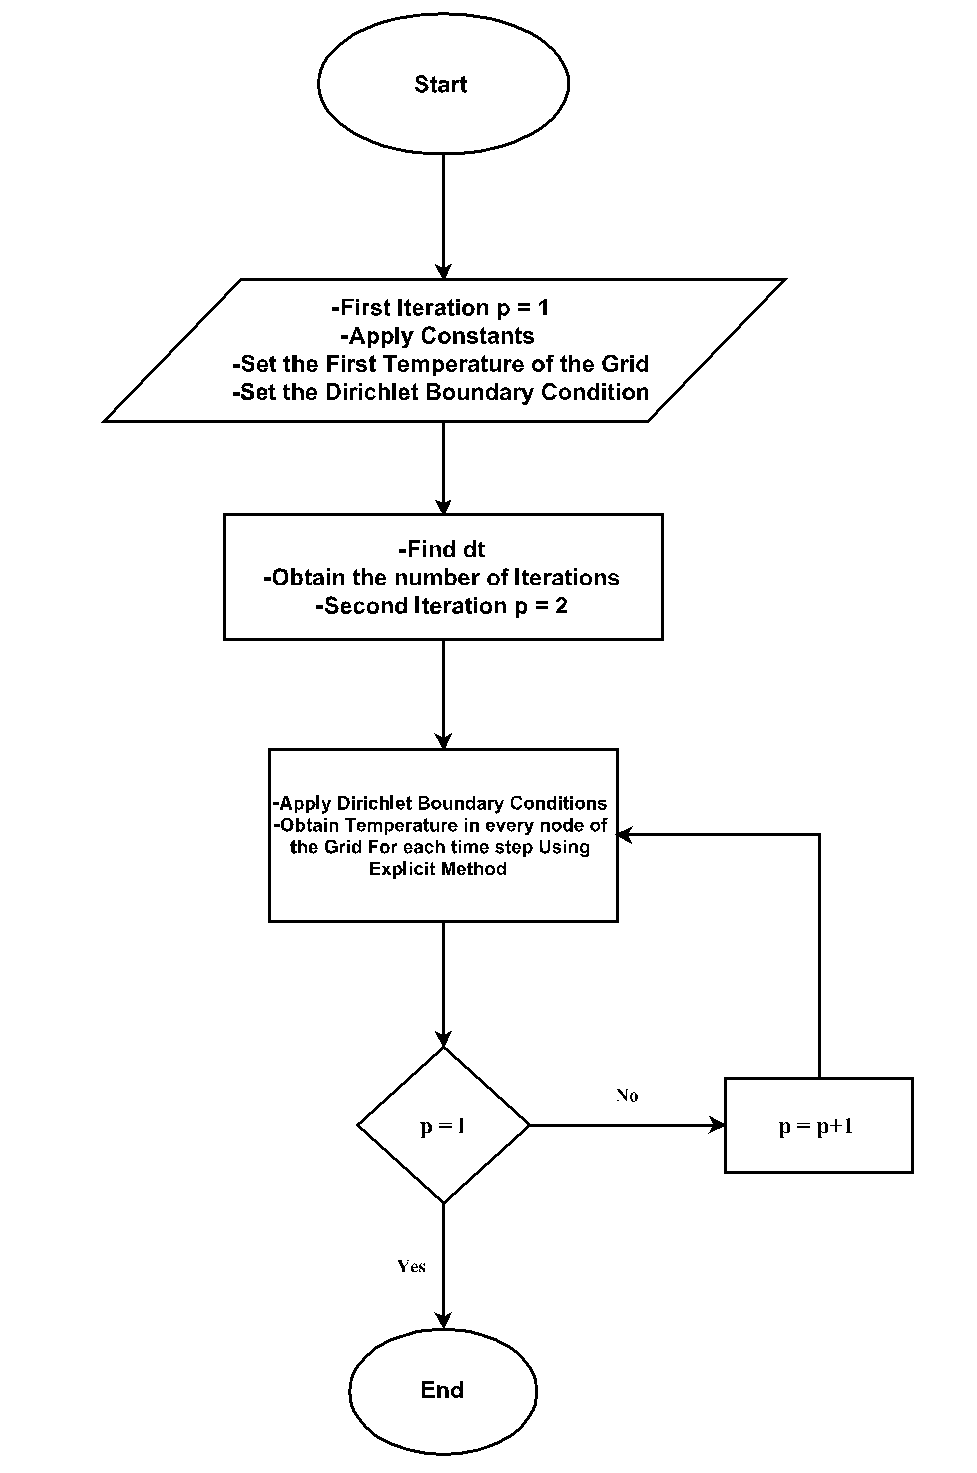 Start
-First Iteration p = 1
-Apply Constants
-Set the First Temperature of the Grid
-Set the Dirichlet Boundary Condition
-Find dt
-Obtain the number of Iterations
-Second Iteration p = 2
-Apply Dirichlet Boundary Conditions
-Obtain Temperature in every node of
the Grid For each time step Using
Explicit Method
p = I
No
p = p+1
Yes
End